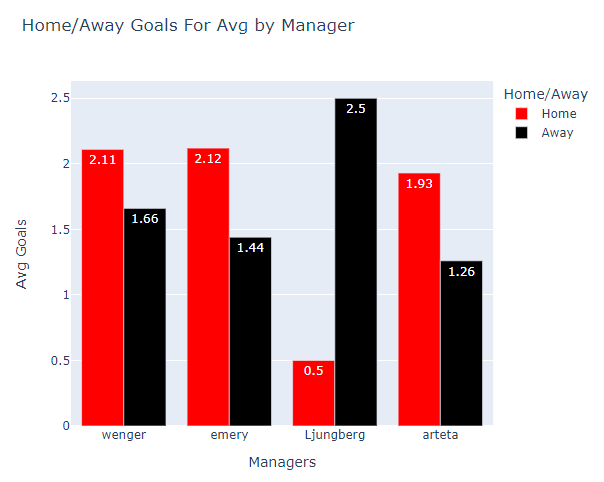 Home/Away Goals For Avg by Manager
Home/Away
Home
Away
Avg Goals
2.5
2
1.5
1
0.5
0
2.11
1.66
2.12
1.44
0.5
2.5
1.93
1.26
wenger
emery
Ljungberg
arteta
Managers